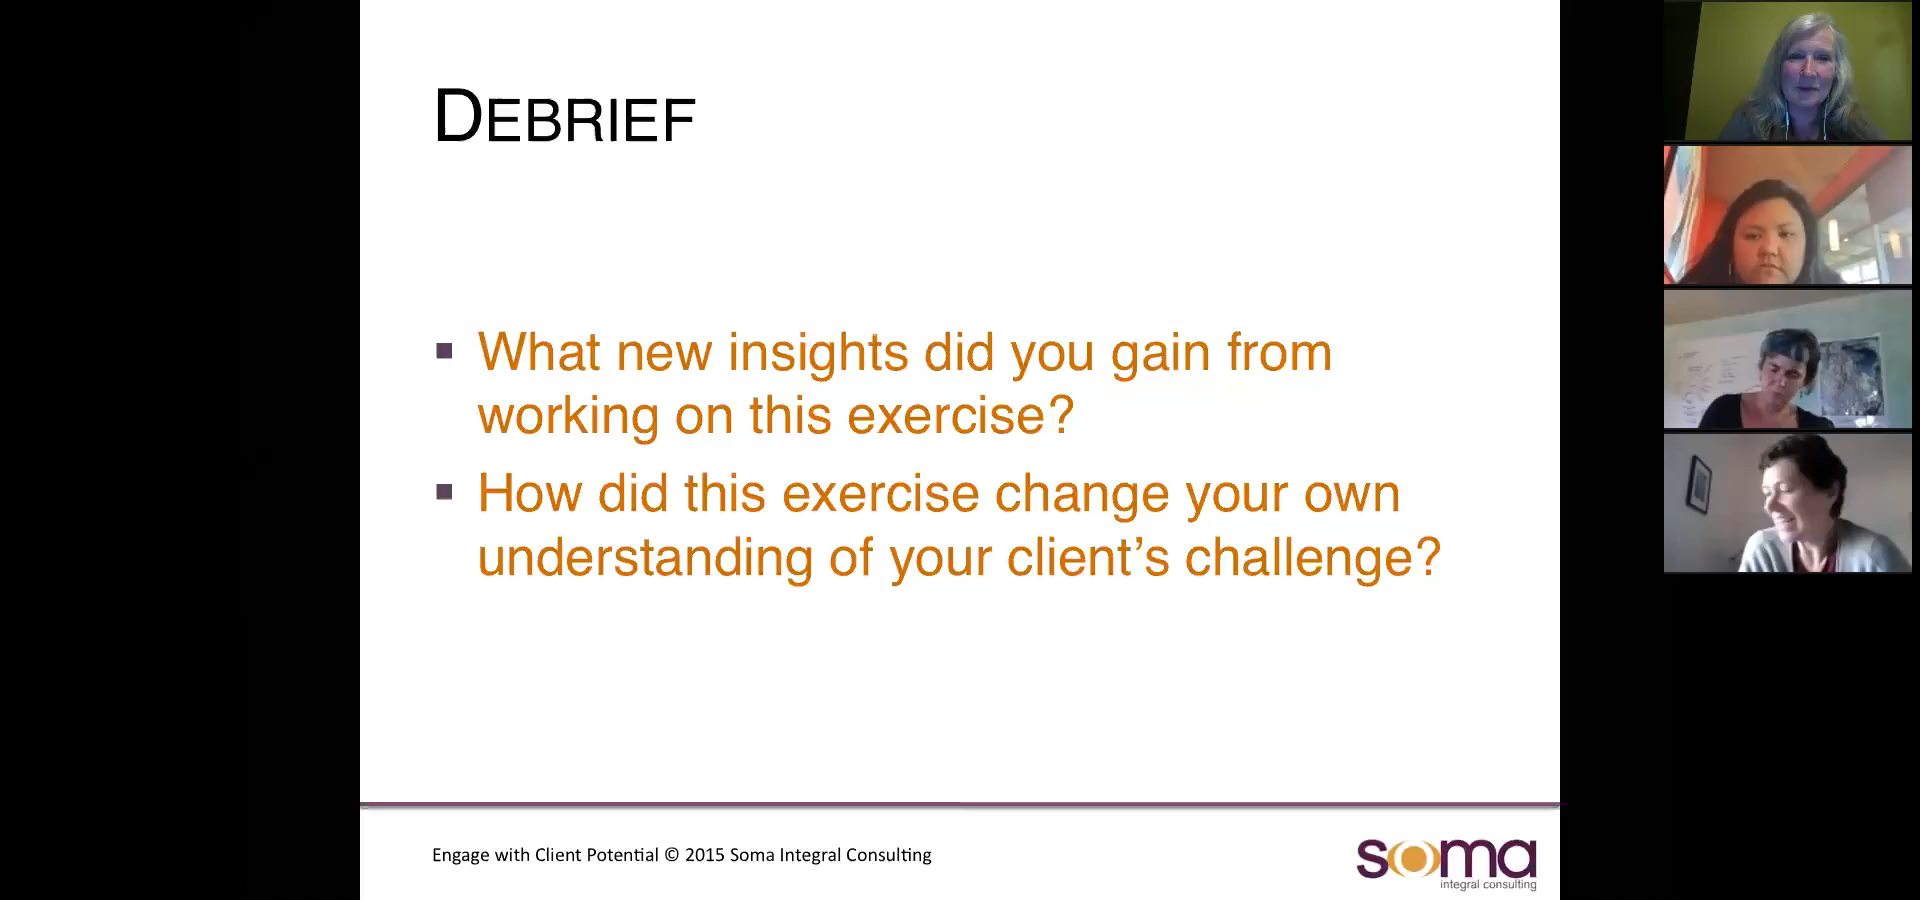 DEBRIEF
What new insights did you gain from
working on this exercise?
How did this exercise change your own
understanding of your client’s challenge?
Engage with Client Potential © 2015 Soma Integral Consulting
soma
integral consulting